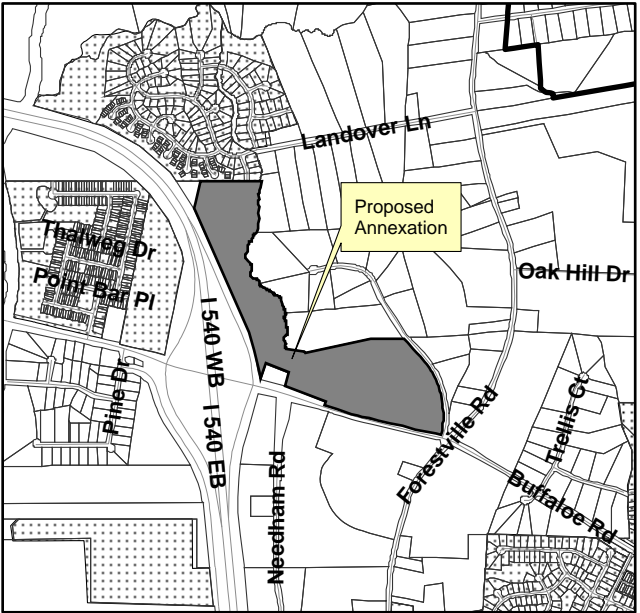 Landover Ln
Proposed
Annexation
Thalweg Dr
Oak Hill Dr
Point Bar Pl
I 540 WB
I 540 EB
Pine Dr
Trellis Ct
Forestville Rd
Needham Rd
Buffaloe Rd